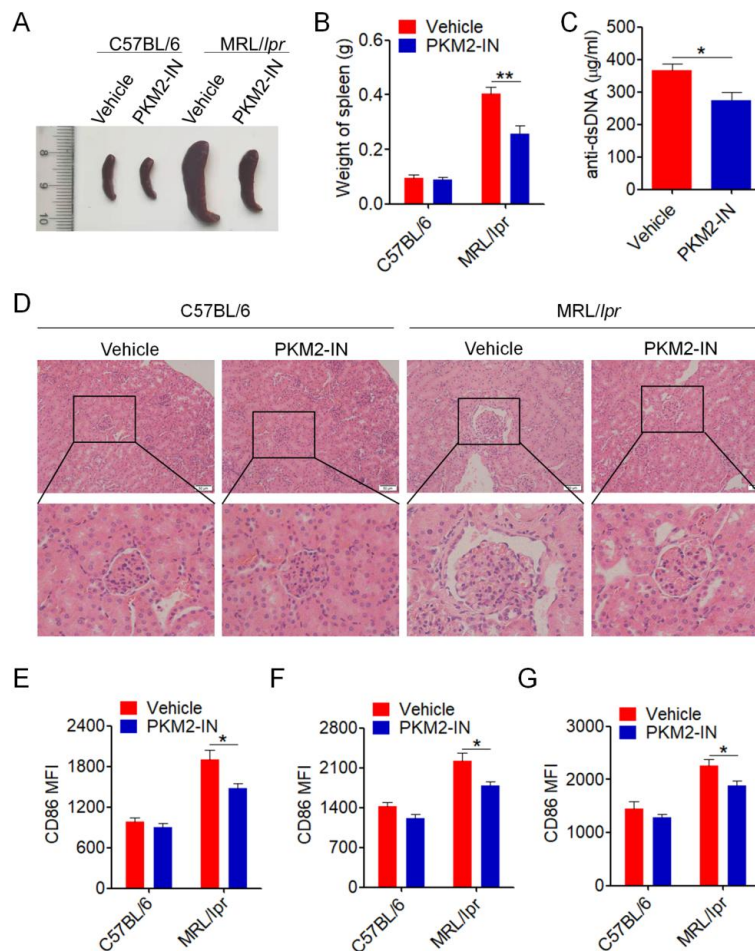 A
C57BL/6 MRL/lpr
Vehicle PKM2-IN Vehicle PKM2-IN
8
9
10
B
Vehicle
PKM2-IN
Weight of spleen (g)
0.6
0.4
0.2
0.0
**
C57BL/6
MRL/lpr
C
anti-dsDNA (μg/ml)
500
400
300
200
100
0
*
Vehicle
PKM2-IN
D
C57BL/6 MRL/lpr
Vehicle PKM2-IN Vehicle PKM2-IN
E
Vehicle
PKM2-IN
CD86 MFI
2400
1800
1200
600
0
*
C57BL/6
MRL/lpr
F
Vehicle
PKM2-IN
CD86 MFI
2800
2100
1400
700
0
*
C57BL/6
MRL/lpr
G
Vehicle
PKM2-IN
CD86 MFI
3000
2000
1000
0
*
C57BL/6
MRL/lpr